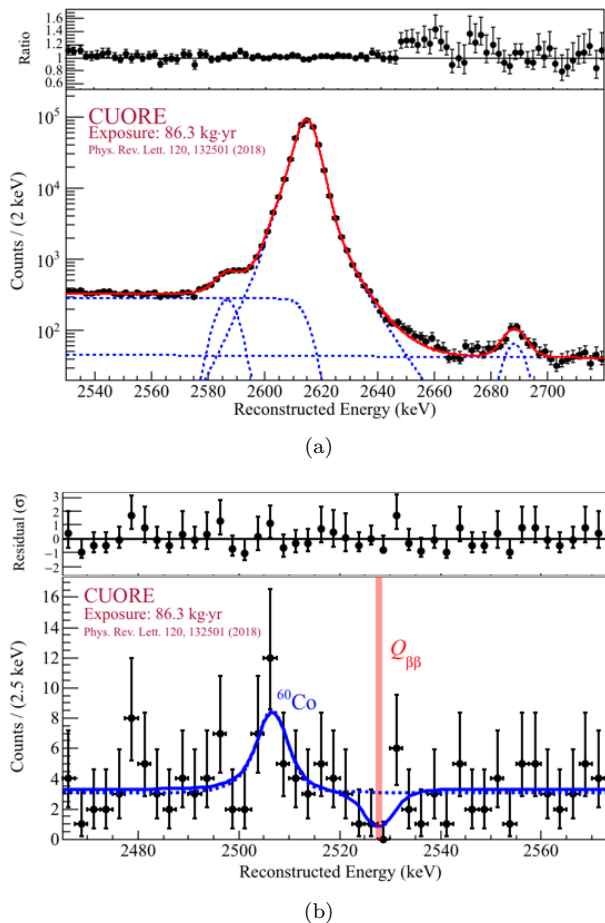 1.6
1.4
1.2
1
0.8
0.6
Ratio
CUORE
Exposure: 86.3 kg·yr
Phys. Rev. Lett. 120, 132501 (2018)
10⁵
10⁴
10³
10²
Counts / (2 keV)
2540 2560 2580 2600 2620 2640 2660 2680 2700
Reconstructed Energy (keV)
(a)
3
2
1
0
−1
−2
Residual (σ)
CUORE
Exposure: 86.3 kg·yr
Phys. Rev. Lett. 120, 132501 (2018)
Qββ
⁶⁰Co
16
14
12
10
8
6
4
2
0
Counts / (2.5 keV)
2480 2500 2520 2540 2560
Reconstructed Energy (keV)
(b)